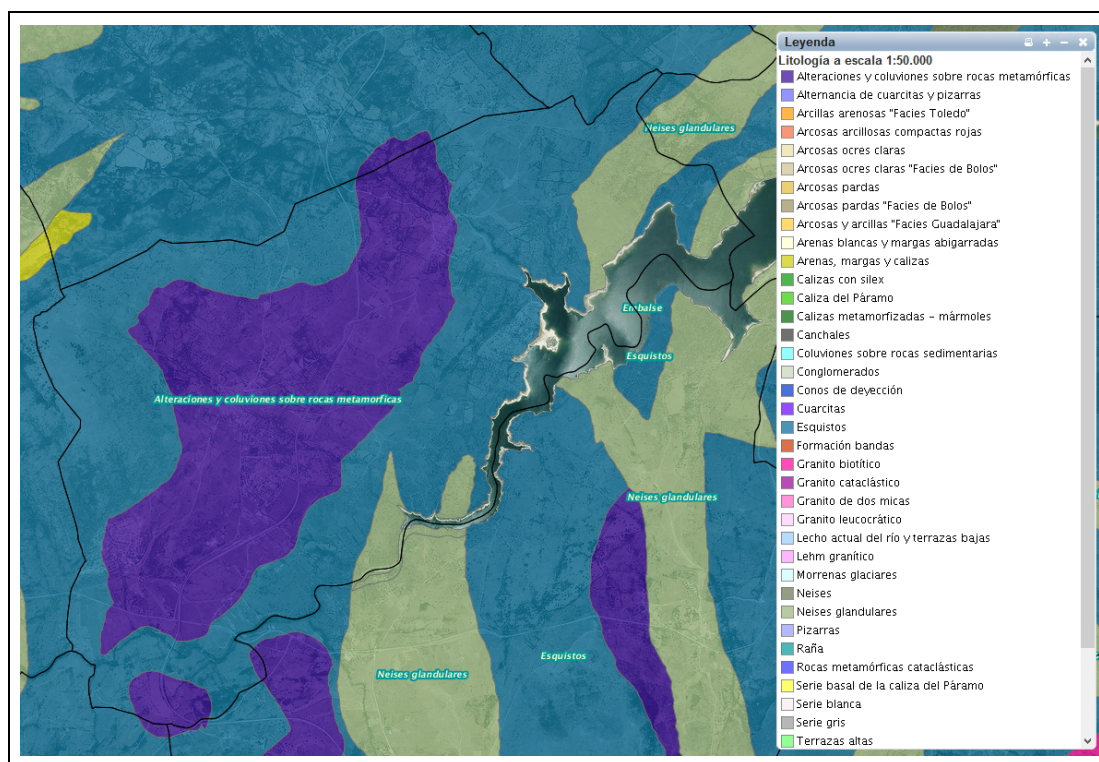 Leyenda
Litología a escala 1:50.000
Alteraciones y coluviones sobre rocas metamórficas
Alternancia de cuarcitas y pizarras
Arcillas arenosas "Facies Toledo"
Arcosas arcillosas compactas rojas
Arcosas ocres claras
Arcosas ocres claras "Facies de Bolos"
Arcosas pardas
Arcosas pardas "Facies de Bolos"
Arcosas y arcillas "Facies Guadalajara"
Arenas blancas y margas abigarradas
Arenas, margas y calizas
Calizas con silex
Caliza del Páramo
Calizas metamorfizadas – mármoles
Canchales
Coluviones sobre rocas sedimentarias
Conglomerados
Conos de deyección
Cuarcitas
Esquistos
Formación bandas
Granito biotítico
Granito cataclástico
Granito de dos micas
Granito leucocrático
Lecho actual del río y terrazas bajas
Lehm granítico
Morrenas glaciares
Neises
Neises glandulares
Pizarras
Raña
Rocas metamórficas cataclásticas
Serie basal de la caliza del Páramo
Serie blanca
Serie gris
Terrazas altas
Neises glandulares
Embalse
Esquistos
Alteraciones y coluviones sobre rocas metamorficas
Neises glandulares
Esquistos
Neises glandulares